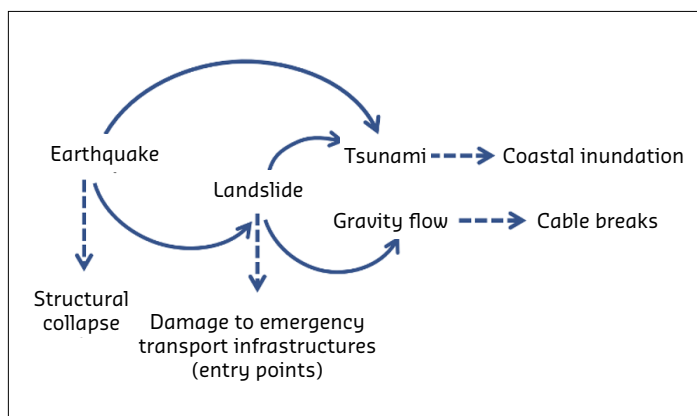 Earthquake
Tsunami
Coastal inundation
Landslide
Gravity flow
Cable breaks
Structural
collapse
Damage to emergency
transport infrastructures
(entry points)